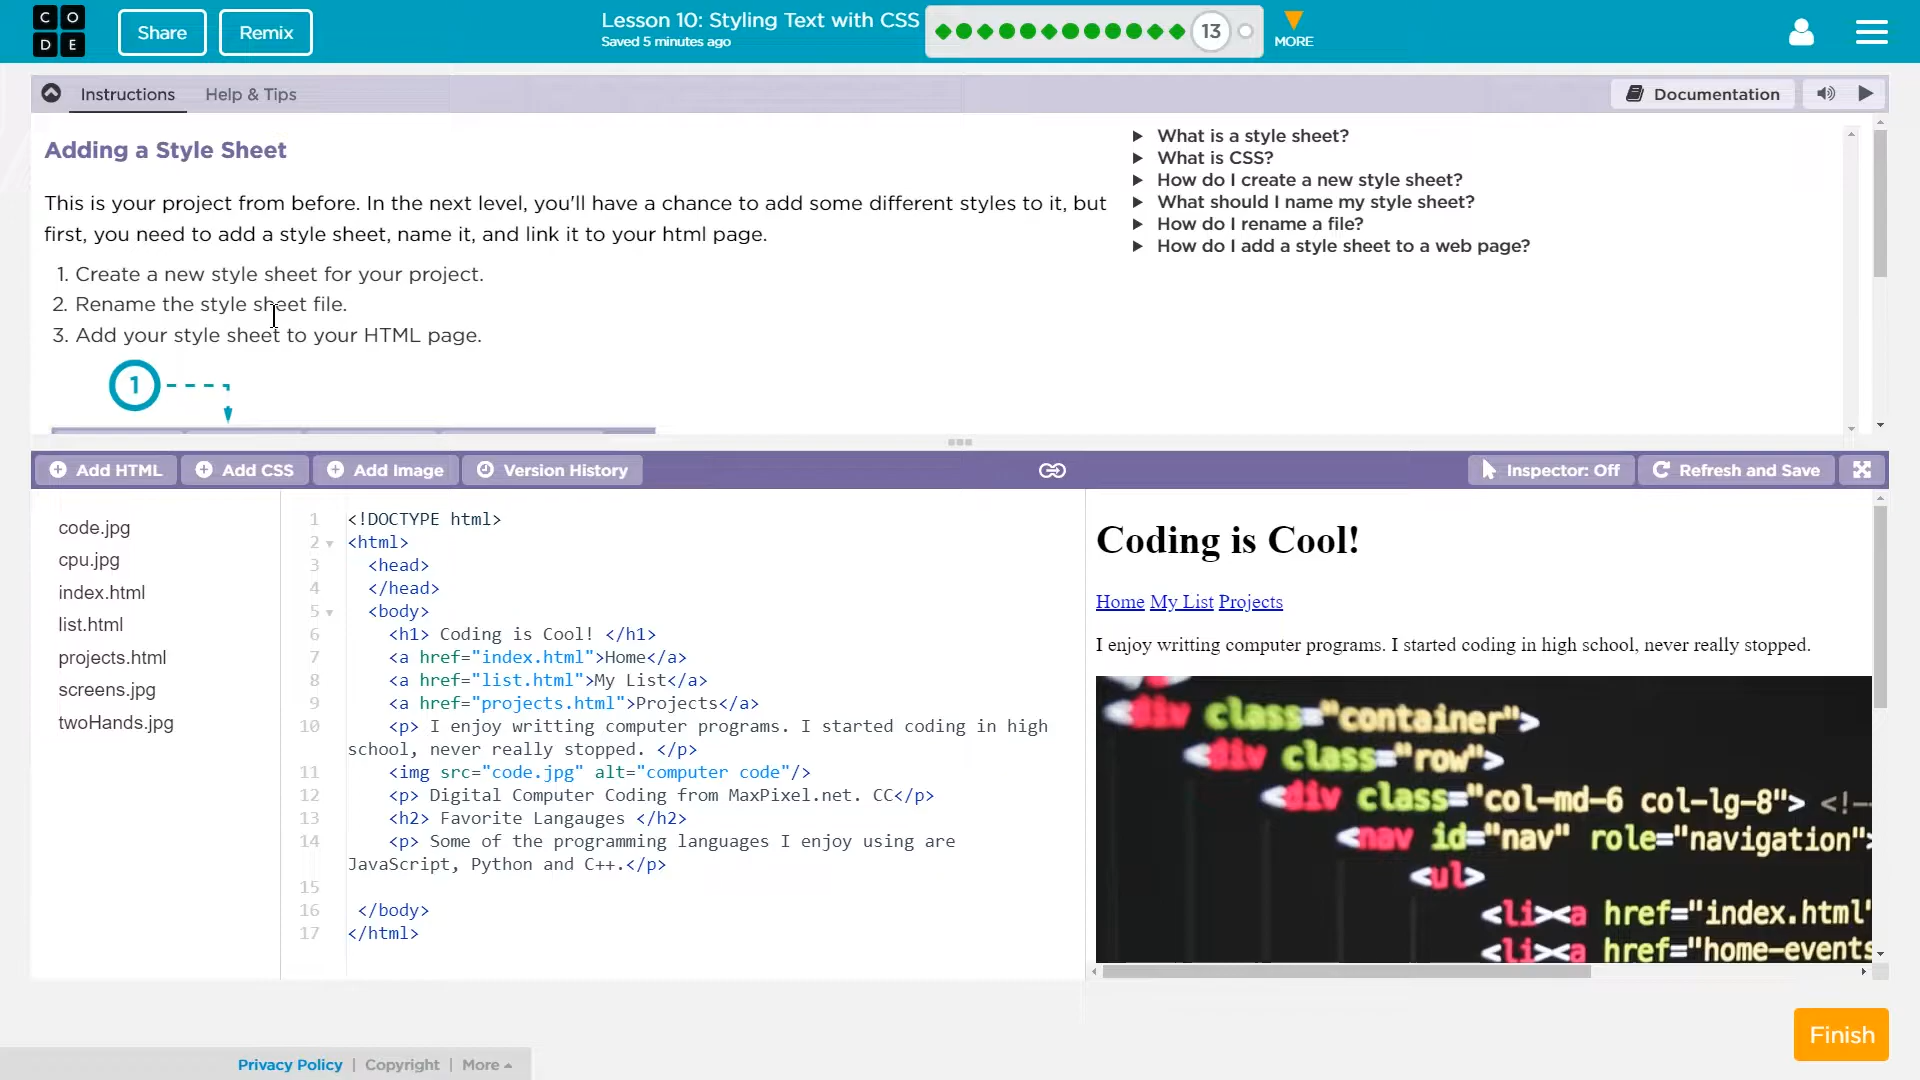 CODE
Share
Remix
Lesson 10: Styling Text with CSS
Saved 5 minutes ago
13
MORE
Instructions
Help & Tips
Documentation
Adding a Style Sheet
This is your project from before. In the next level, you'll have a chance to add some different styles to it, but
first, you need to add a style sheet, name it, and link it to your html page.
1. Create a new style sheet for your project.
2. Rename the style sheet file.
3. Add your style sheet to your HTML page.
1
What is a style sheet?
What is CSS?
How do I create a new style sheet?
What should I name my style sheet?
How do I rename a file?
How do I add a style sheet to a web page?
Add HTML
Add CSS
Add Image
Version History
Inspector: Off
Refresh and Save
code.jpg
cpu.jpg
index.html
list.html
projects.html
screens.jpg
twoHands.jpg
1 <!DOCTYPE html>
2 <html>
3 <head>
4 </head>
5 <body>
6 <h1> Coding is Cool! </h1>
7 <a href="index.html">Home</a>
8 <a href="list.html">My List</a>
9 <a href="projects.html">Projects</a>
10 <p> I enjoy writting computer programs. I started coding in high
school, never really stopped. </p>
11 <img src="code.jpg" alt="computer code"/>
12 <p> Digital Computer Coding from MaxPixel.net. CC</p>
13 <h2> Favorite Langauges </h2>
14 <p> Some of the programming languages I enjoy using are
JavaScript, Python and C++.</p>
15
16 </body>
17 </html>
Coding is Cool!
Home My List Projects
I enjoy writting computer programs. I started coding in high school, never really stopped.
<div class="container">
<div class="row">
<div class="col-md-6 col-lg-8"> <!--
<nav id="nav" role="navigation">
<ul>
<li><a href="index.html"
<li><a href="home-events
Finish
Privacy Policy | Copyright | More